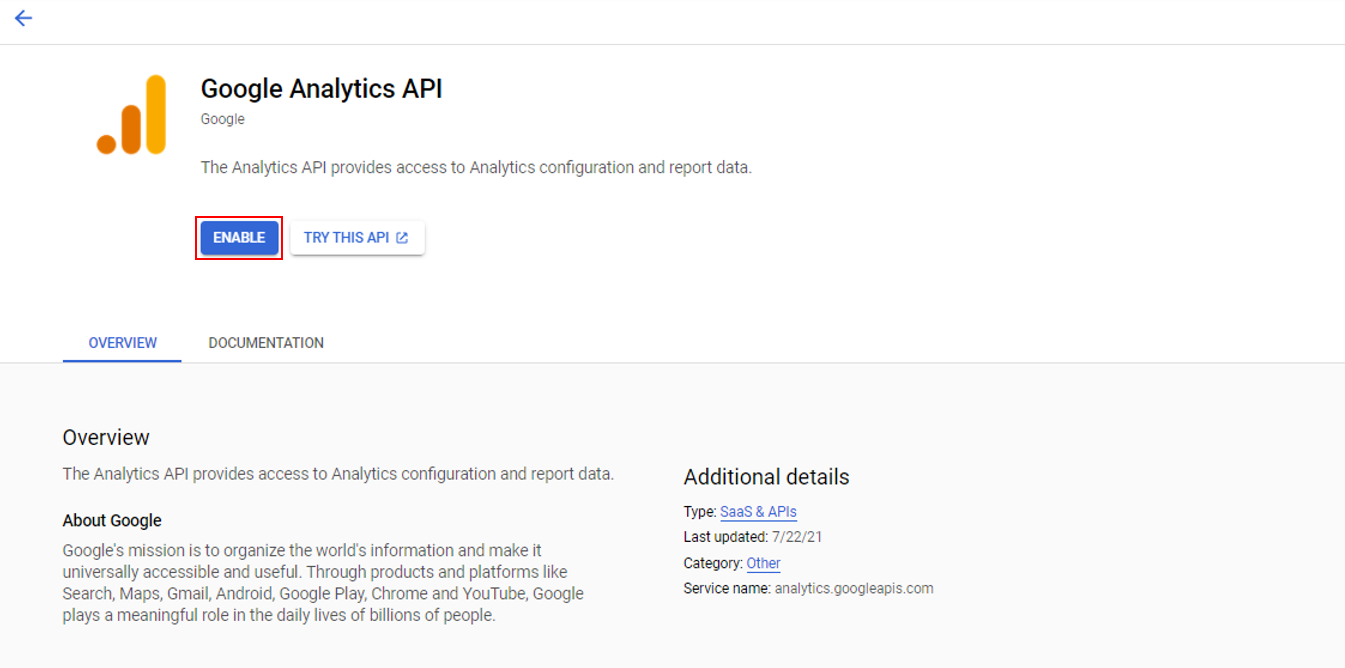 Google Analytics API
Google
The Analytics API provides access to Analytics configuration and report data.
ENABLE
TRY THIS API
OVERVIEW
DOCUMENTATION
Overview
The Analytics API provides access to Analytics configuration and report data.
About Google
Google's mission is to organize the world's information and make it
universally accessible and useful. Through products and platforms like
Search, Maps, Gmail, Android, Google Play, Chrome and YouTube, Google
plays a meaningful role in the daily lives of billions of people.
Additional details
Type: SaaS & APIs
Last updated: 7/22/21
Category: Other
Service name: analytics.googleapis.com